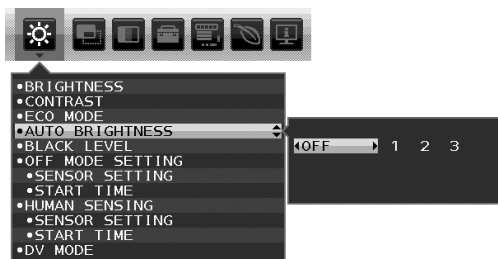 •BRIGHTNESS
•CONTRAST
•ECO MODE
•AUTO BRIGHTNESS
OFF 1 2 3
•BLACK LEVEL
•OFF MODE SETTING
•SENSOR SETTING
•START TIME
•HUMAN SENSING
•SENSOR SETTING
•START TIME
•DV MODE